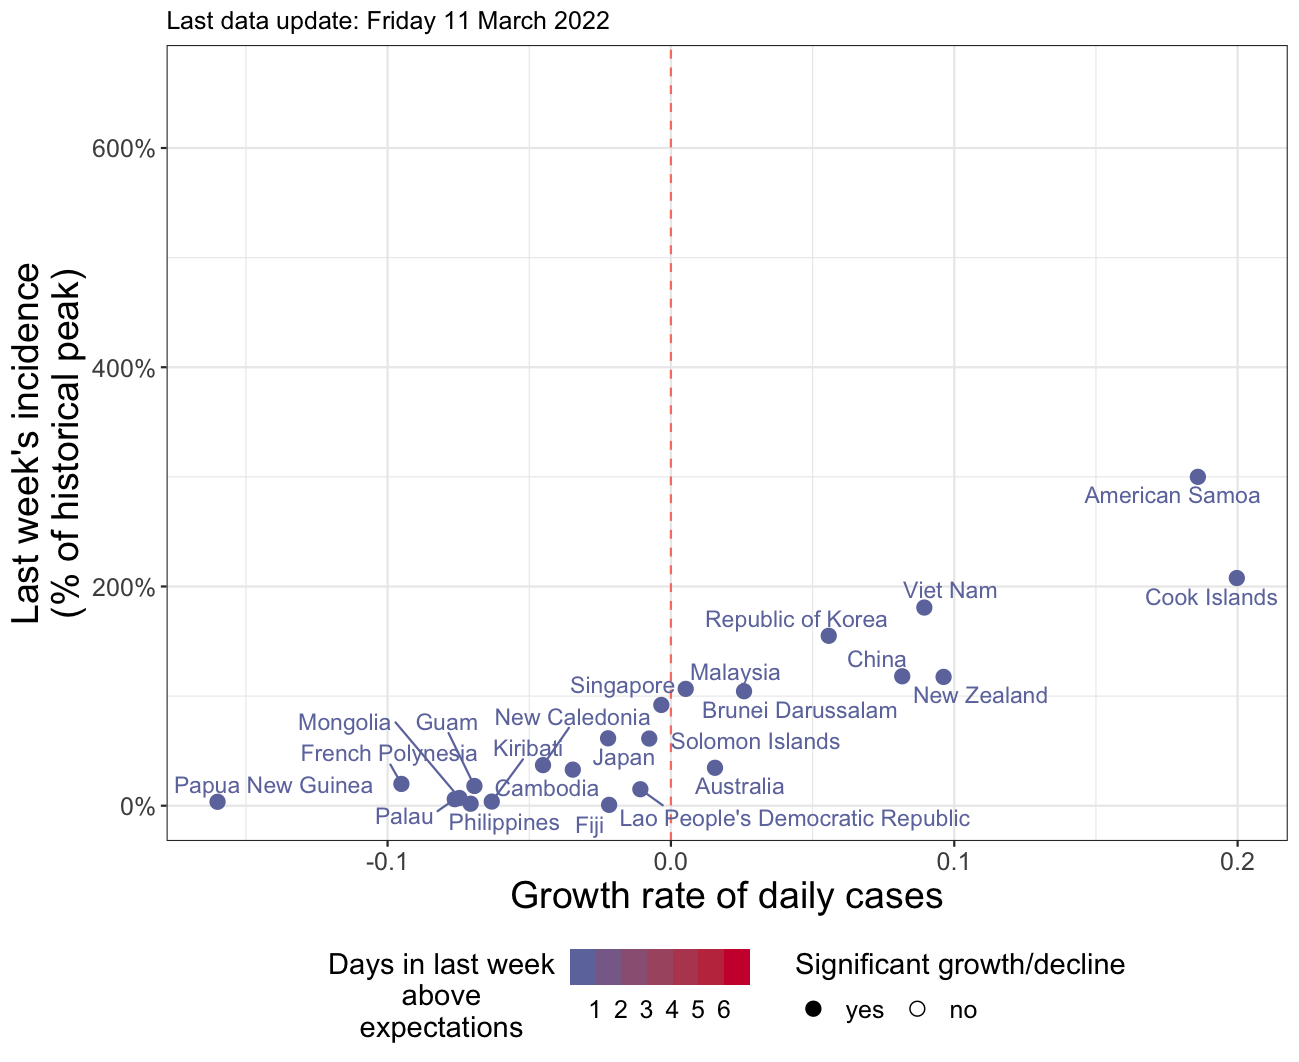 Last data update: Friday 11 March 2022
Last week's incidence
(% of historical peak)
600%
400%
200%
0%
American Samoa
Cook Islands
Viet Nam
Republic of Korea
China
New Zealand
Malaysia
Singapore
Brunei Darussalam
New Caledonia
Mongolia
Guam
Solomon Islands
Kiribati
French Polynesia
Japan
Papua New Guinea
Cambodia
Australia
Palau
Philippines
Fiji
Lao People's Democratic Republic
-0.1
0.0
0.1
0.2
Growth rate of daily cases
Days in last week
above
expectations
1 2 3 4 5 6
Significant growth/decline
yes
no